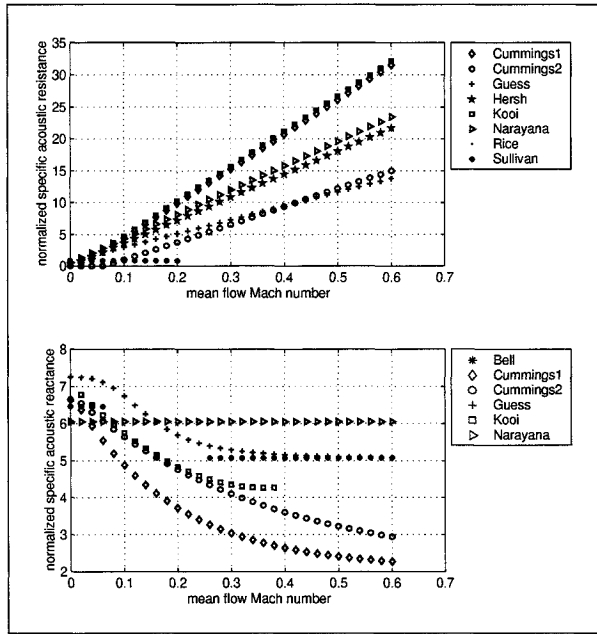 35
30
25
20
15
10
5
0
normalized specific acoustic resistance
0 0.1 0.2 0.3 0.4 0.5 0.6 0.7
mean flow Mach number
Cummings1
Cummings2
Guess
Hersh
Kooi
Narayana
Rice
Sullivan
8
7
6
5
4
3
2
normalized specific acoustic reactance
0 0.1 0.2 0.3 0.4 0.5 0.6 0.7
mean flow Mach number
Bell
Cummings1
Cummings2
Guess
Kooi
Narayana